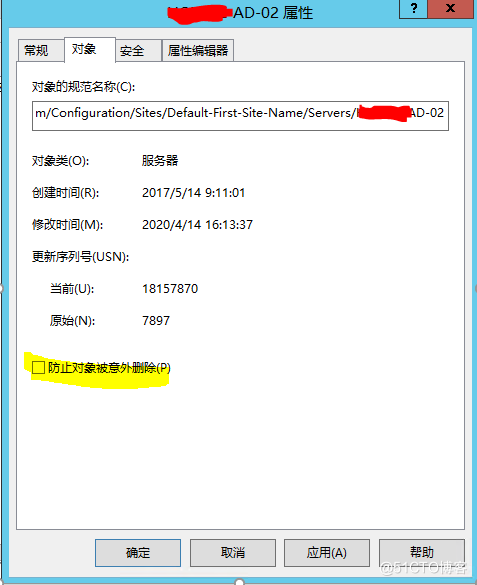 AD-02 属性
?
x
常规 对象 安全 属性编辑器
对象的规范名称(C):
m/Configuration/Sites/Default-First-Site-Name/Servers/ AD-02
对象类(O): 服务器
创建时间(R): 2017/5/14 9:11:01
修改时间(M): 2020/4/14 16:13:37
更新序列号(USN):
当前(U): 18157870
原始(N): 7897
防止对象被意外删除(P)
确定 取消 应用(A) 帮助
@51CTO博客